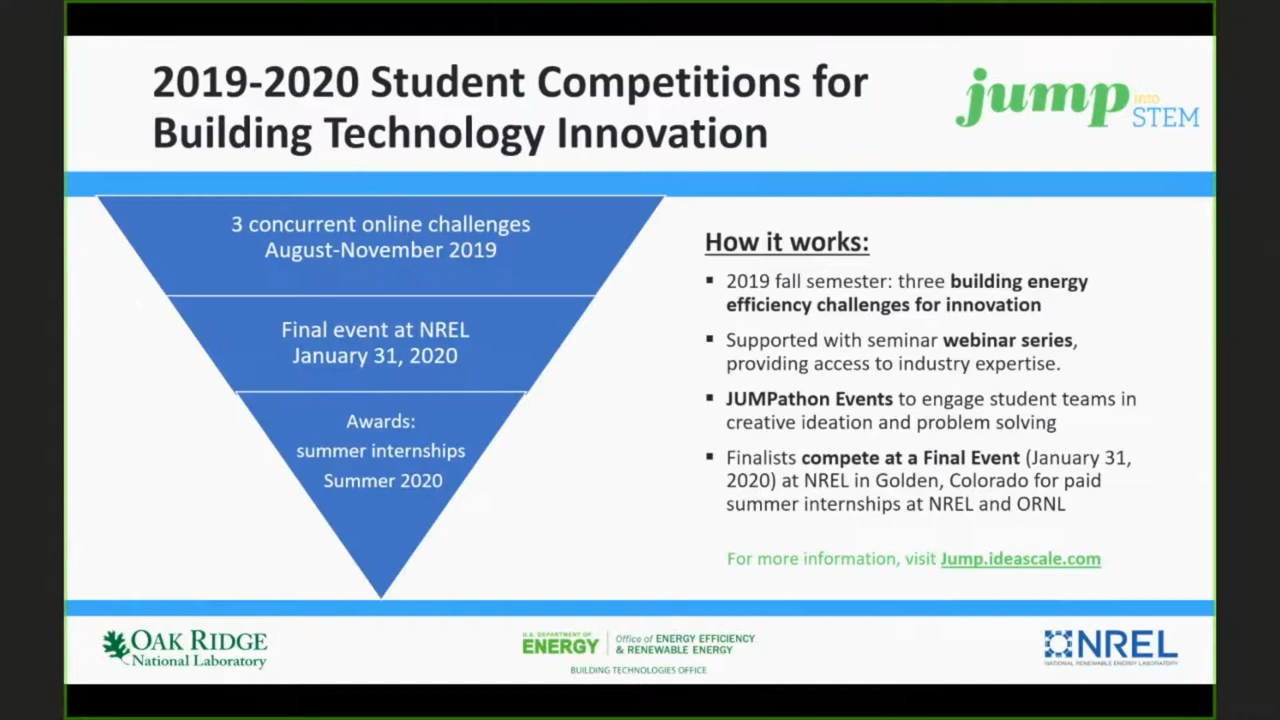 2019-2020 Student Competitions for
Building Technology Innovation
jump into STEM
3 concurrent online challenges
August-November 2019
Final event at NREL
January 31, 2020
Awards:
summer internships
Summer 2020
How it works:
▪ 2019 fall semester: three building energy
efficiency challenges for innovation
▪ Supported with seminar webinar series,
providing access to industry expertise.
▪ JUMPathon Events to engage student teams in
creative ideation and problem solving
▪ Finalists compete at a Final Event (January 31,
2020) at NREL in Golden, Colorado for paid
summer internships at NREL and ORNL
For more information, visit Jump.ideascale.com
OAK RIDGE
National Laboratory
U.S. DEPARTMENT OF
ENERGY
Office of ENERGY EFFICIENCY
& RENEWABLE ENERGY
BUILDING TECHNOLOGIES OFFICE
NREL
NATIONAL RENEWABLE ENERGY LABORATORY